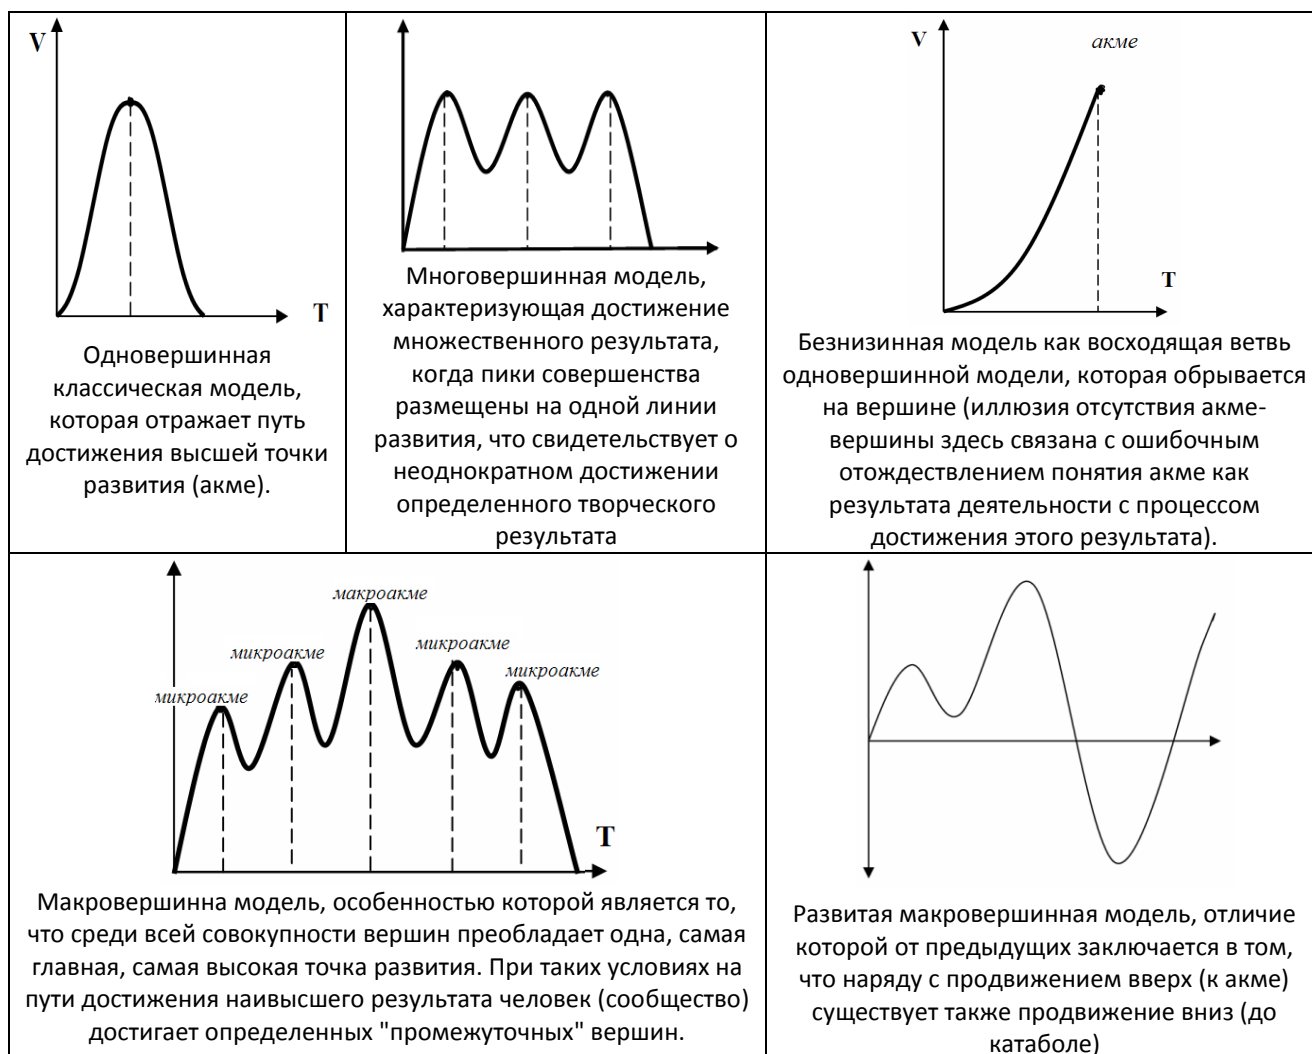 V
T
Одновершинная
классическая модель,
которая отражает путь
достижения высшей точки
развития (акме).
Многовершинная модель,
характеризующая достижение
множественного результата,
когда пики совершенства
размещены на одной линии
развития, что свидетельствует о
неоднократном достижении
определенного творческого
результата
V
акме
T
Безнизинная модель как восходящая ветвь
одновершинной модели, которая обрывается
на вершине (иллюзия отсутствия акме-
вершины здесь связана с ошибочным
отождествлением понятия акме как
результата деятельности с процессом
достижения этого результата).
макроакме
микроакме
микроакме
микроакме
микроакме
T
Макровершинна модель, особенностью которой является то,
что среди всей совокупности вершин преобладает одна, самая
главная, самая высокая точка развития. При таких условиях на
пути достижения наивысшего результата человек (сообщество)
достигает определенных "промежуточных" вершин.
Развитая макровершинная модель, отличие
которой от предыдущих заключается в том,
что наряду с продвижением вверх (к акме)
существует также продвижение вниз (до
катаболе)